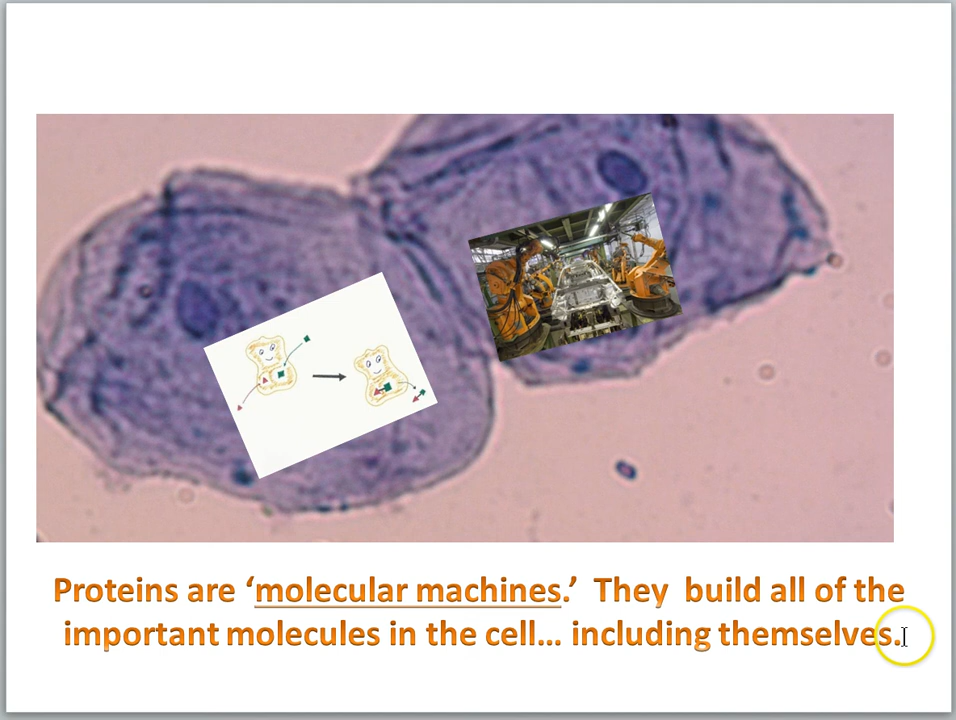 Proteins are ‘molecular machines.’  They  build all of the
important molecules in the cell... including themselves.